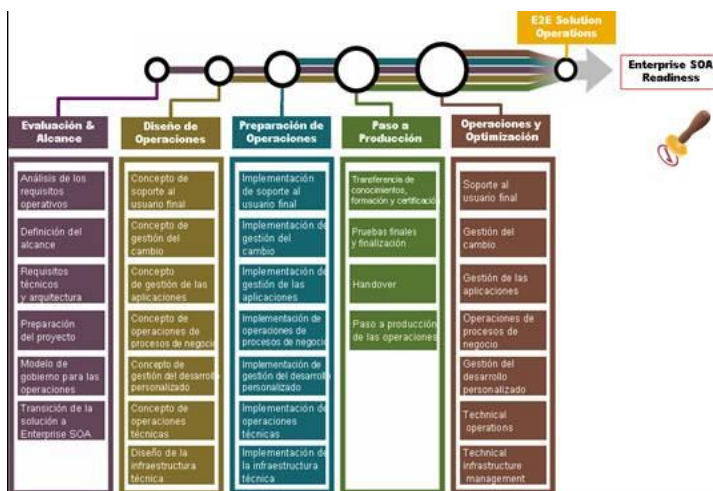 E2E Solution
Operations
Enterprise SOA
Readiness
Evaluación &
Alcance
Análisis de los
requisitos
operativos
Definición del
alcance
Requisitos
técnicos
y arquitectura
Preparación
del proyecto
Modelo de
gobierno para las
operaciones
Transición de la
solución a
Enterprise SOA
Diseño de
Operaciones
Concepto de
soporte al
usuario final
Concepto de
gestión del
cambio
Concepto
de gestión de las
aplicaciones
Concepto de
operaciones de
procesos de negocio
Concepto de
gestión del desarrollo
personalizado
Concepto de
operaciones
técnicas
Diseño de la
infraestructura
técnica
Preparación de
Operaciones
Implementación
de soporte al
usuario final
Implementación de
gestión del
cambio
Implementación de
gestión de las
aplicaciones
Implementación de
operaciones de
procesos de negocio
Implementación de
gestión del desarrollo
personalizado
Implementación de
operaciones
técnicas
Implementación de
la infraestructura
técnica
Paso a
Producción
Transferencia de
conocimientos,
formación y certificación
Pruebas finales
y finalización
Handover
Paso a producción
de las operaciones
Operaciones y
Optimización
Soporte al
usuario final
Gestión del
cambio
Gestión de las
aplicaciones
Operaciones de
procesos de
negocio
Gestión del
desarrollo
personalizado
Technical
operations
Technical
infrastructure
management